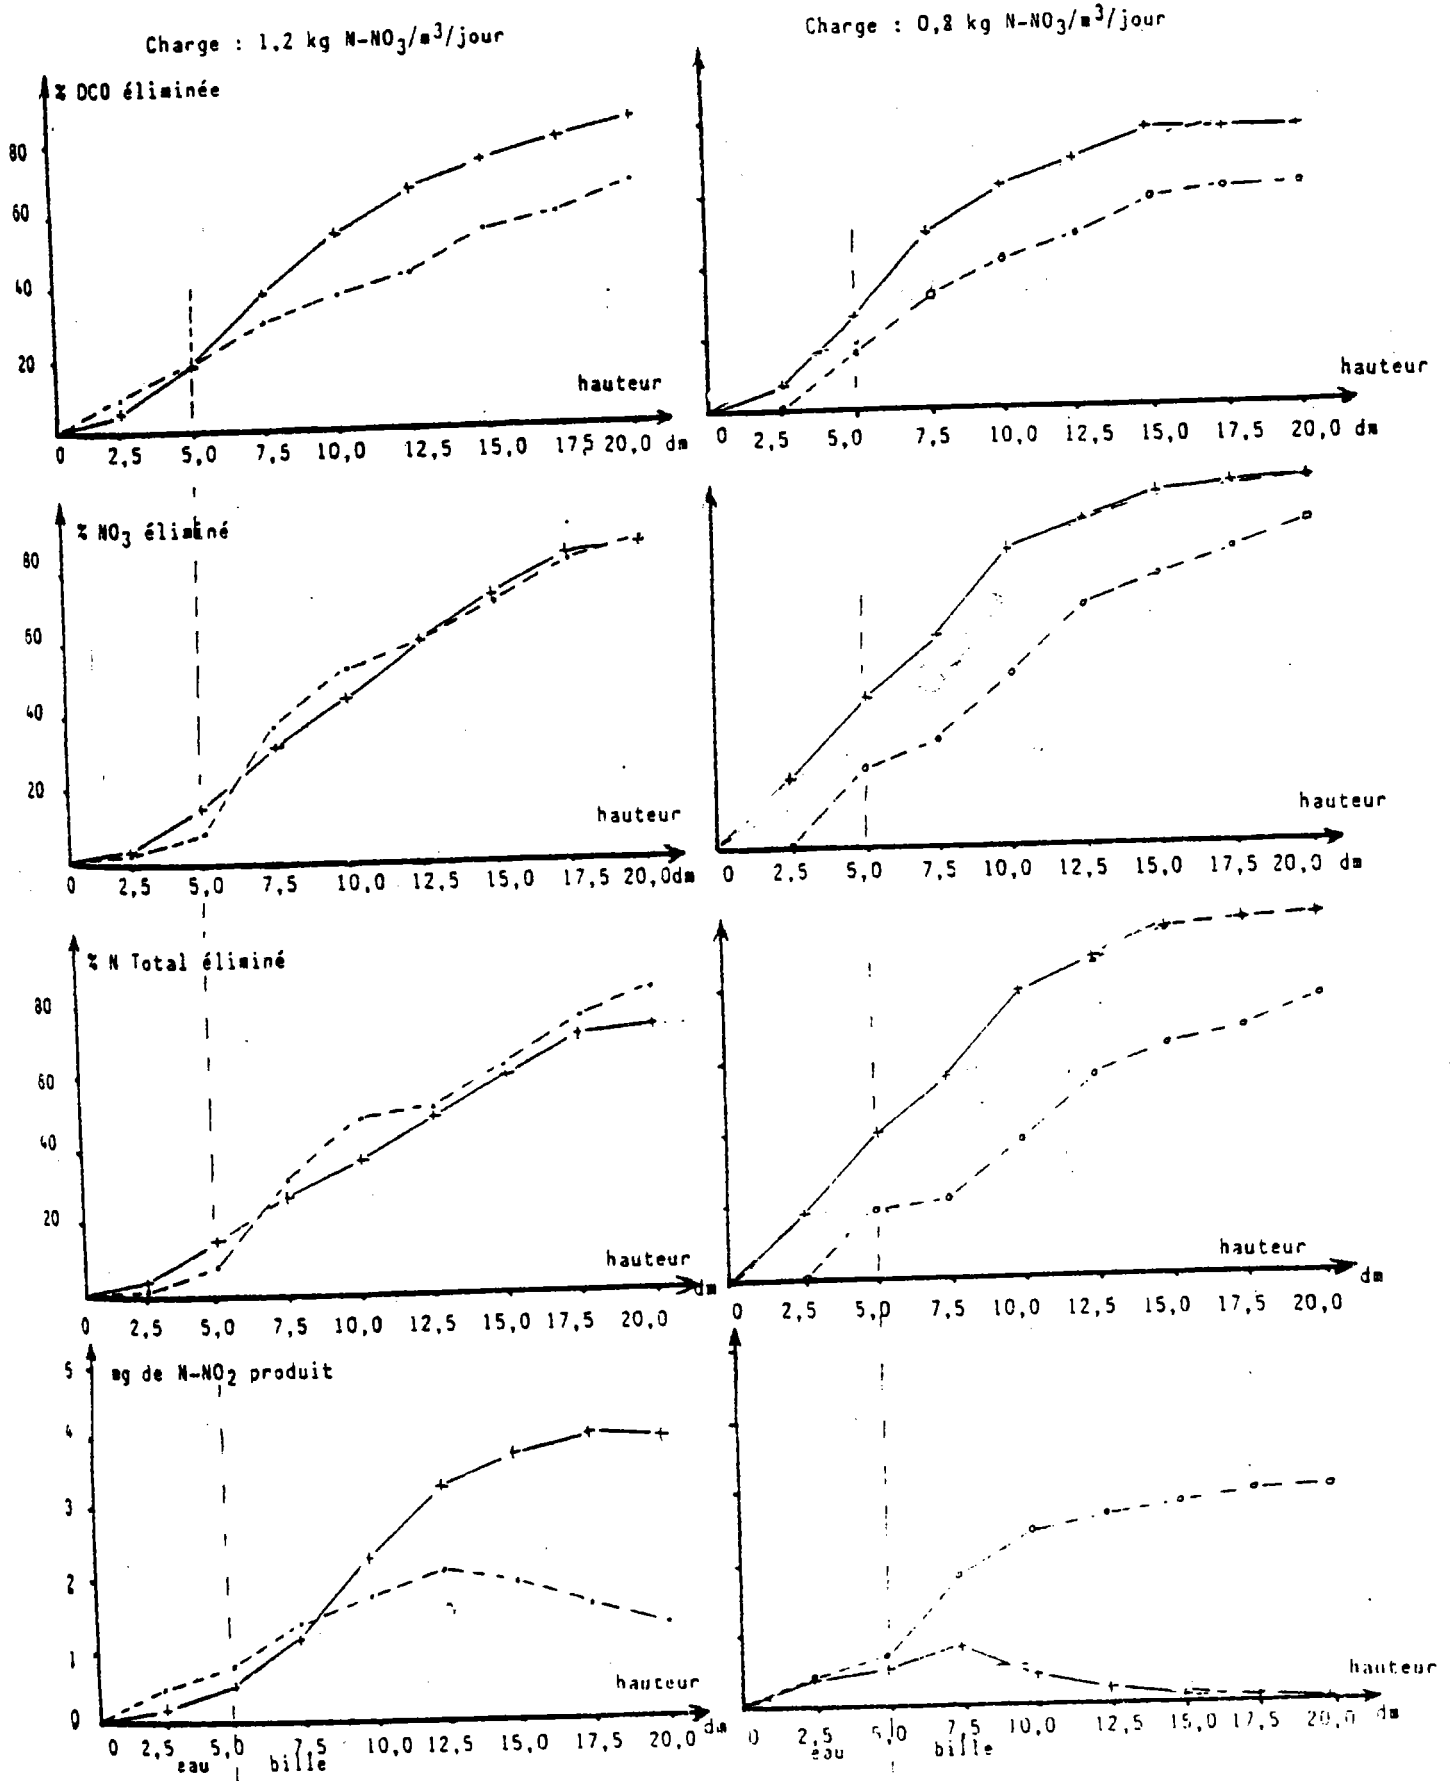 Charge : 1,2 kg N-NO3/m³/jour
Charge : 0,8 kg N-NO3/m³/jour
% DCO éliminée
80
60
40
20
hauteur
0 2,5 5,0 7,5 10,0 12,5 15,0 17,5 20,0 dm
hauteur
0 2,5 5,0 7,5 10,0 12,5 15,0 17,5 20,0 dm
% NO3 éliminé
80
60
40
20
hauteur
0 2,5 5,0 7,5 10,0 12,5 17,5 20,0dm
hauteur
0 2,5 5,0 7,5 10,0 12,5 15,0 17,5 20,0 dm
% N Total éliminé
80
60
40
20
hauteur
dm
0 2,5 5,0 7,5 10,0 12,5 15,0 17,5 20,0
hauteur
dm
0 2,5 5,0 7,5 10,0 12,5 15,0 17,5 20,0
mg de N-NO2 produit
5
4
3
2
1
0
hauteur
dm
0 2,5 5,0 7,5 10,0 12,5 15,0 17,5 20,0
eau bille
hauteur
dm
0 2,5 5,0 7,5 10,0 12,5 15,0 17,5 20,0
eau bille